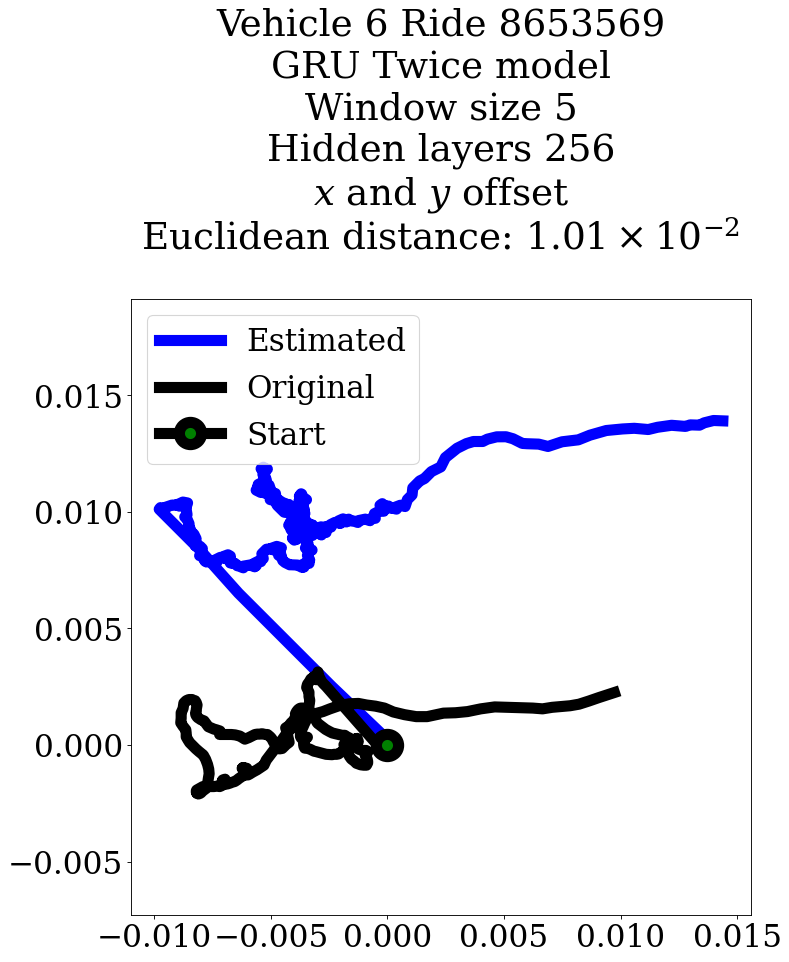 Vehicle 6 Ride 8653569
GRU Twice model
Window size 5
Hidden layers 256
x and y offset
Euclidean distance: 1.01 × 10⁻²
Estimated
Original
Start
0.015
0.010
0.005
0.000
−0.005
−0.010 −0.005 0.000 0.005 0.010 0.015